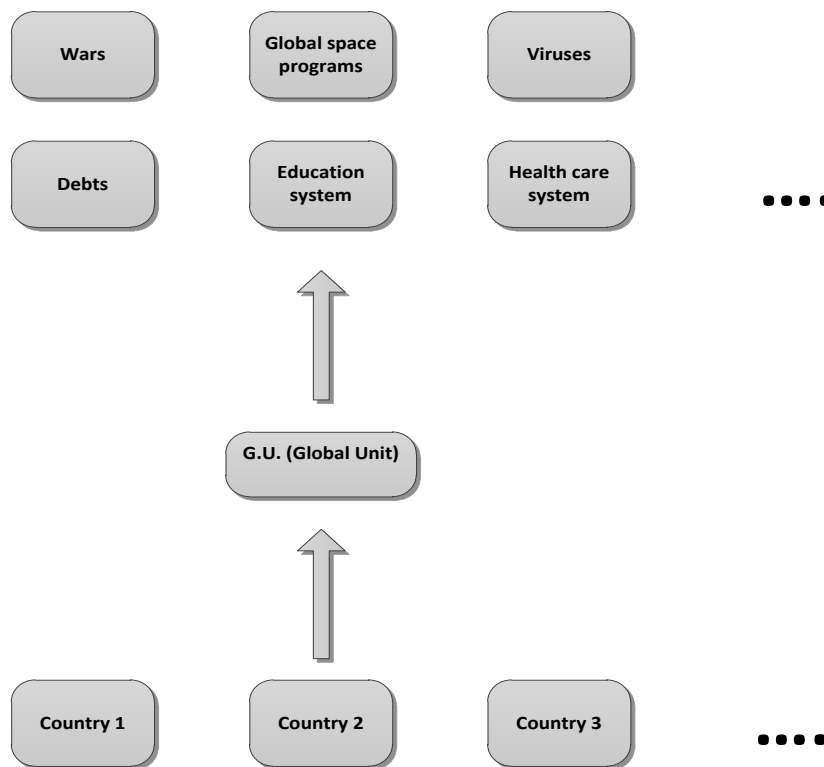 Wars
Global space
programs
Viruses
Debts
Education
system
Health care
system
....
G.U. (Global Unit)
Country 1
Country 2
Country 3
....